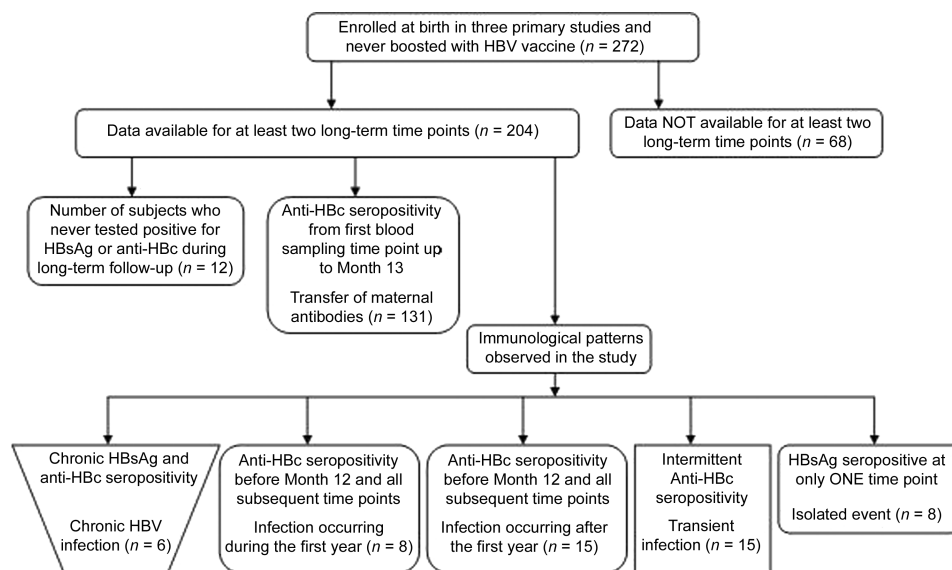 Enrolled at birth in three primary studies and
never boosted with HBV vaccine (n = 272)
Data available for at least two long-term time points (n = 204)
Data NOT available for at least two
long-term time points (n = 68)
Number of subjects who
never tested positive for
HBsAg or anti-HBc during
long-term follow-up (n = 12)
Anti-HBc seropositivity
from first blood
sampling time point up
to Month 13
Transfer of maternal
antibodies (n = 131)
Immunological patterns
observed in the study
Chronic HBsAg and
anti-HBc seropositivity
Chronic HBV
infection (n = 6)
Anti-HBc seropositivity
before Month 12 and all
subsequent time points
Infection occurring
during the first year (n = 8)
Anti-HBc seropositivity
before Month 12 and all
subsequent time points
Infection occurring after
the first year (n = 15)
Intermittent
Anti-HBc
seropositivity
Transient
infection (n = 15)
HBsAg seropositive at
only ONE time point
Isolated event (n = 8)